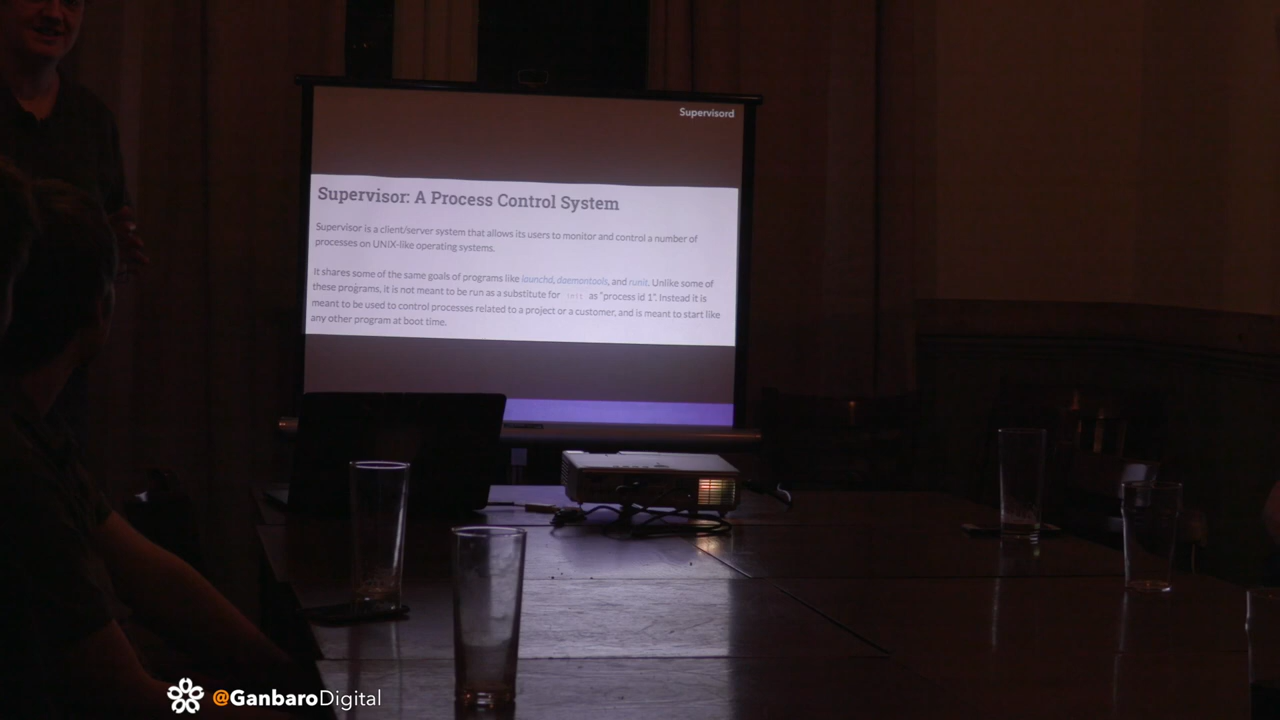 Supervisord
Supervisor: A Process Control System
Supervisor is a client/server system that allows its users to monitor and control a number of
processes on UNIX-like operating systems.
It shares some of the same goals of programs like launchd, daemontools, and runit. Unlike some of
these programs, it is not meant to be run as a substitute for init as "process id 1". Instead it is
meant to be used to control processes related to a project or a customer, and is meant to start like
any other program at boot time.
@GanbaroDigital